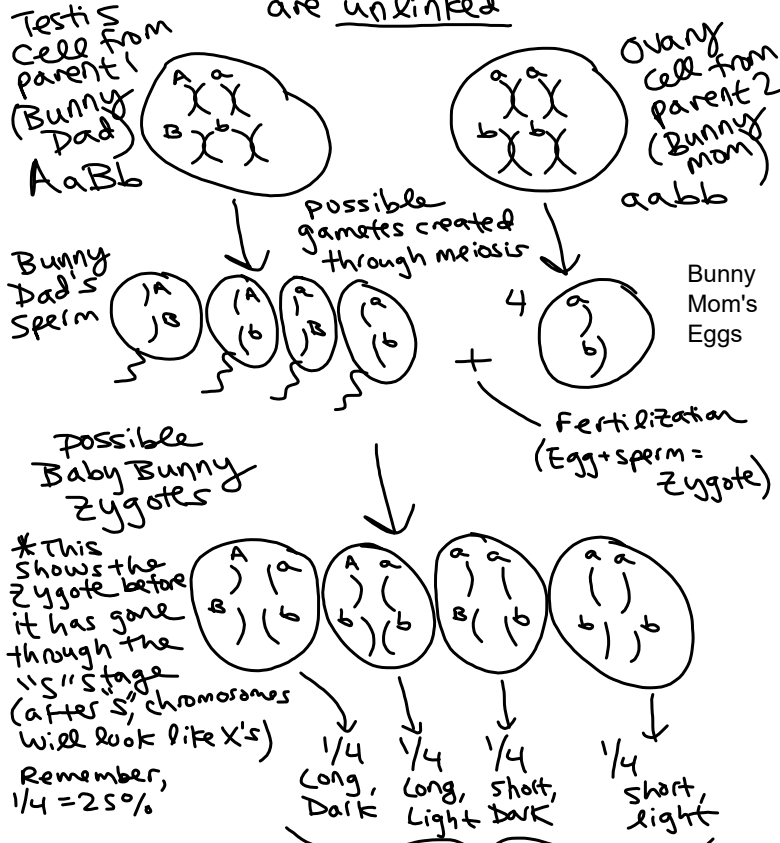 are unlinked
Testis
cell from
parent 1
(Bunny
Dad)
AaBb
A a
B b
a a
b b
Ovary
cell from
parent 2
(Bunny
mom)
aabb
possible
gametes created
through meiosis
Bunny
Dad's
sperm
A
B
A
b
a
B
a
b
4
a
b
Bunny
Mom's
Eggs
+
Fertilization
(Egg + sperm =
Zygote)
possible
Baby Bunny
Zygotes
A a
B b
A a
b b
a a
B b
a a
b b
* This
shows the
zygote before
it has gone
through the
"S" stage
(after "S", chromosomes
will look like X's)
Remember,
1/4 = 25%
1/4
Long,
Dark
1/4
Long,
Light
1/4
short,
Dark
1/4
short,
light